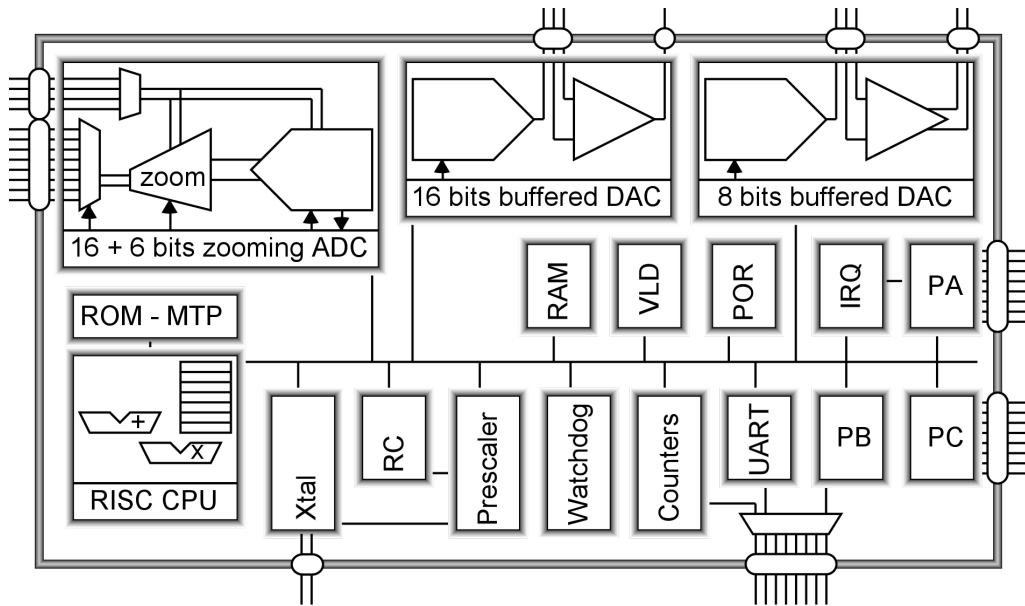 zoom
16 + 6 bits zooming ADC
16 bits buffered DAC
8 bits buffered DAC
ROM - MTP
RAM
VLD
POR
IRQ
PA
+
x
RISC CPU
Xtal
RC
Prescaler
Watchdog
Counters
UART
PB
PC